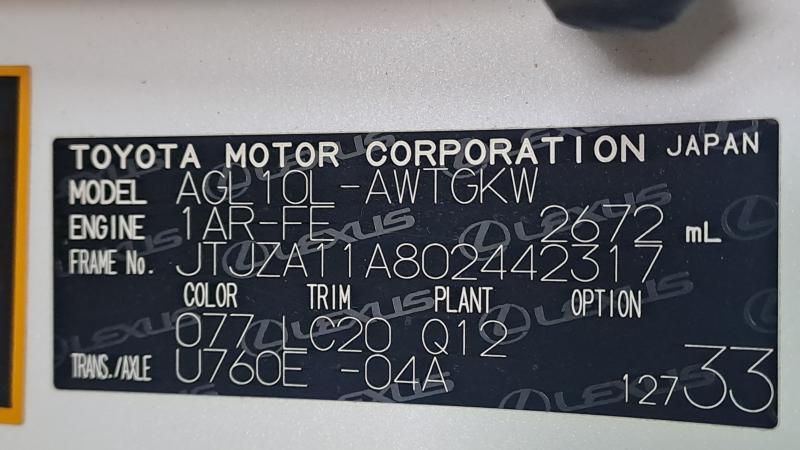 TOYOTA MOTOR CORPORATION JAPAN
MODEL AGL10L-AWTGKW
ENGINE 1AR-FE 2672 mL
FRAME No. JTJZA11A802442317
COLOR TRIM PLANT OPTION
077 LC20 Q12
TRANS./AXLE U760E -04A
12733